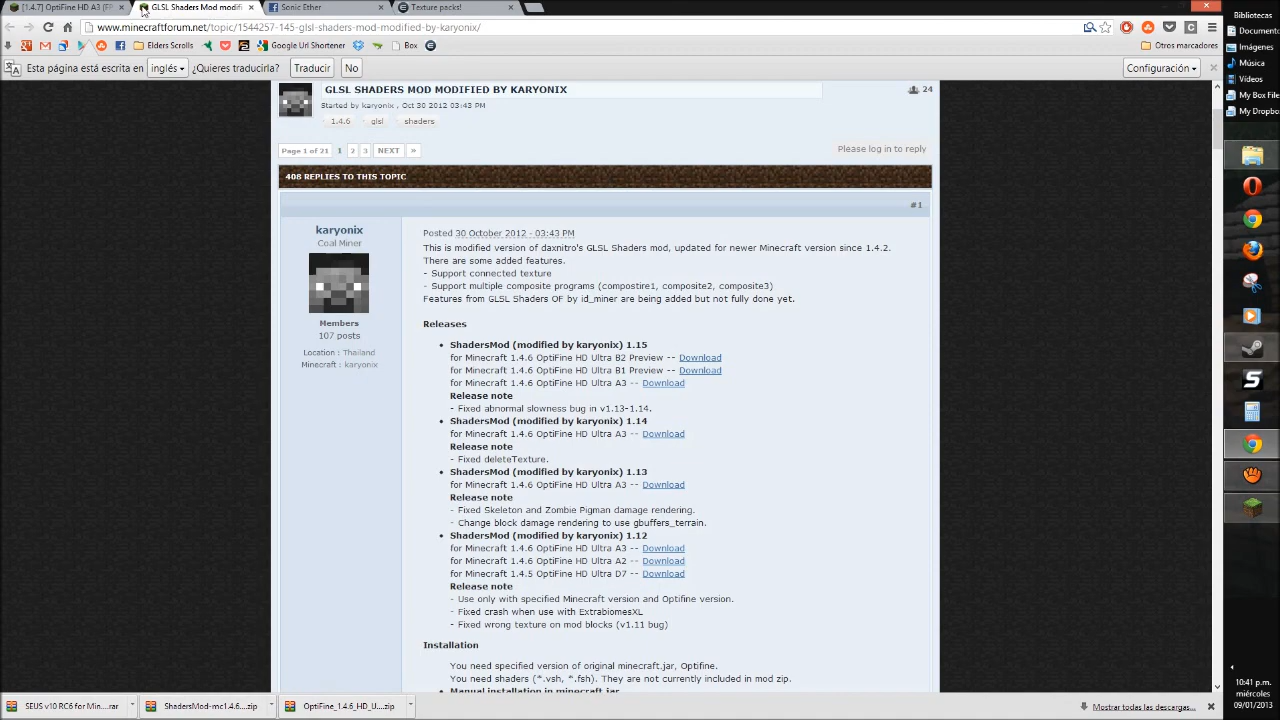 [1.4.7] OptiFine HD A3 (FP
GLSL Shaders Mod modifi
Sonic Ether
Texture packs!
www.minecraftforum.net/topic/1544257-145-glsl-shaders-mod-modified-by-karyonix/
Elders Scrolls
Google Url Shortener
Box
Otros marcadores
Esta página está escrita en inglés ¿Quieres traducirla? Traducir No Configuración
GLSL SHADERS MOD MODIFIED BY KARYONIX
24
Started by karyonix , Oct 30 2012 03:43 PM
1.4.6 glsl shaders
Page 1 of 21 1 2 3 NEXT »
Please log in to reply
408 REPLIES TO THIS TOPIC
#1
karyonix
Coal Miner
Members
107 posts
Location : Thailand
Minecraft : karyonix
Posted 30 October 2012 - 03:43 PM
This is modified version of daxnitro's GLSL Shaders mod, updated for newer Minecraft version since 1.4.2.
There are some added features.
- Support connected texture
- Support multiple composite programs (compostire1, composite2, composite3)
Features from GLSL Shaders OF by id_miner are being added but not fully done yet.
Releases
ShadersMod (modified by karyonix) 1.15
for Minecraft 1.4.6 OptiFine HD Ultra B2 Preview -- Download
for Minecraft 1.4.6 OptiFine HD Ultra B1 Preview -- Download
for Minecraft 1.4.6 OptiFine HD Ultra A3 -- Download
Release note
- Fixed abnormal slowness bug in v1.13-1.14.
ShadersMod (modified by karyonix) 1.14
for Minecraft 1.4.6 OptiFine HD Ultra A3 -- Download
Release note
- Fixed deleteTexture.
ShadersMod (modified by karyonix) 1.13
for Minecraft 1.4.6 OptiFine HD Ultra A3 -- Download
Release note
- Fixed Skeleton and Zombie Pigman damage rendering.
- Change block damage rendering to use gbuffers_terrain.
ShadersMod (modified by karyonix) 1.12
for Minecraft 1.4.6 OptiFine HD Ultra A3 -- Download
for Minecraft 1.4.6 OptiFine HD Ultra A2 -- Download
for Minecraft 1.4.5 OptiFine HD Ultra D7 -- Download
Release note
- Use only with specified Minecraft version and Optifine version.
- Fixed crash when use with ExtrabiomesXL
- Fixed wrong texture on mod blocks (v1.11 bug)
Installation
You need specified version of original minecraft.jar, Optifine.
You need shaders (*.vsh, *.fsh). They are not currently included in mod zip.
Manual installation in minecraft.jar
SEUS v10 RC6 for Min....rar
ShadersMod-mc1.4.6...zip
OptiFine_1.4.6_HD_U....zip
Mostrar todas las descargas...
Bibliotecas
Documento
Imágenes
Música
Vídeos
My Box File
My Dropbo
10:41 p.m.
miércoles
09/01/2013